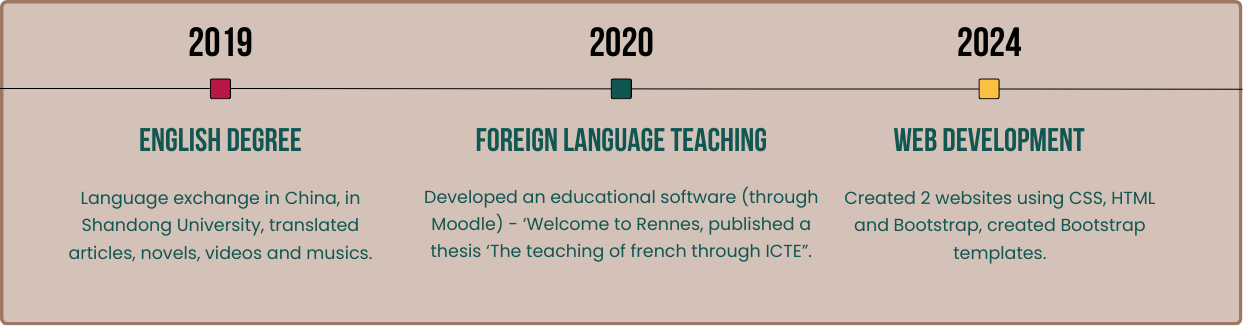 2019
2020
2024
ENGLISH DEGREE
FOREIGN LANGUAGE TEACHING
WEB DEVELOPMENT
Language exchange in China, in
Shandong University, translated
articles, novels, videos and musics.
Developed an educational software (through
Moodle) - ‘Welcome to Rennes, published a
thesis ‘The teaching of french through ICTE”.
Created 2 websites using CSS, HTML
and Bootstrap, created Bootstrap
templates.